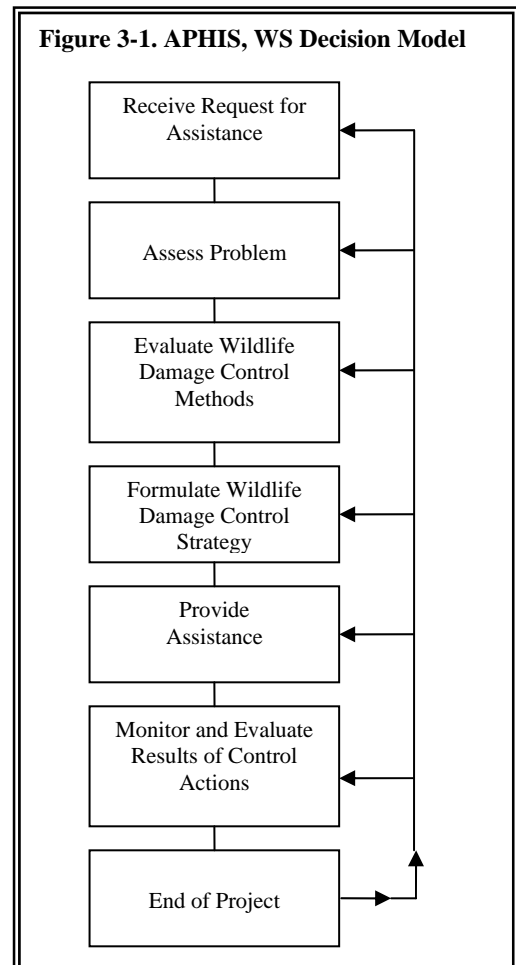 Figure 3-1. APHIS, WS Decision Model
Receive Request for
Assistance
Assess Problem
Evaluate Wildlife
Damage Control
Methods
Formulate Wildlife
Damage Control
Strategy
Provide
Assistance
Monitor and Evaluate
Results of Control
Actions
End of Project